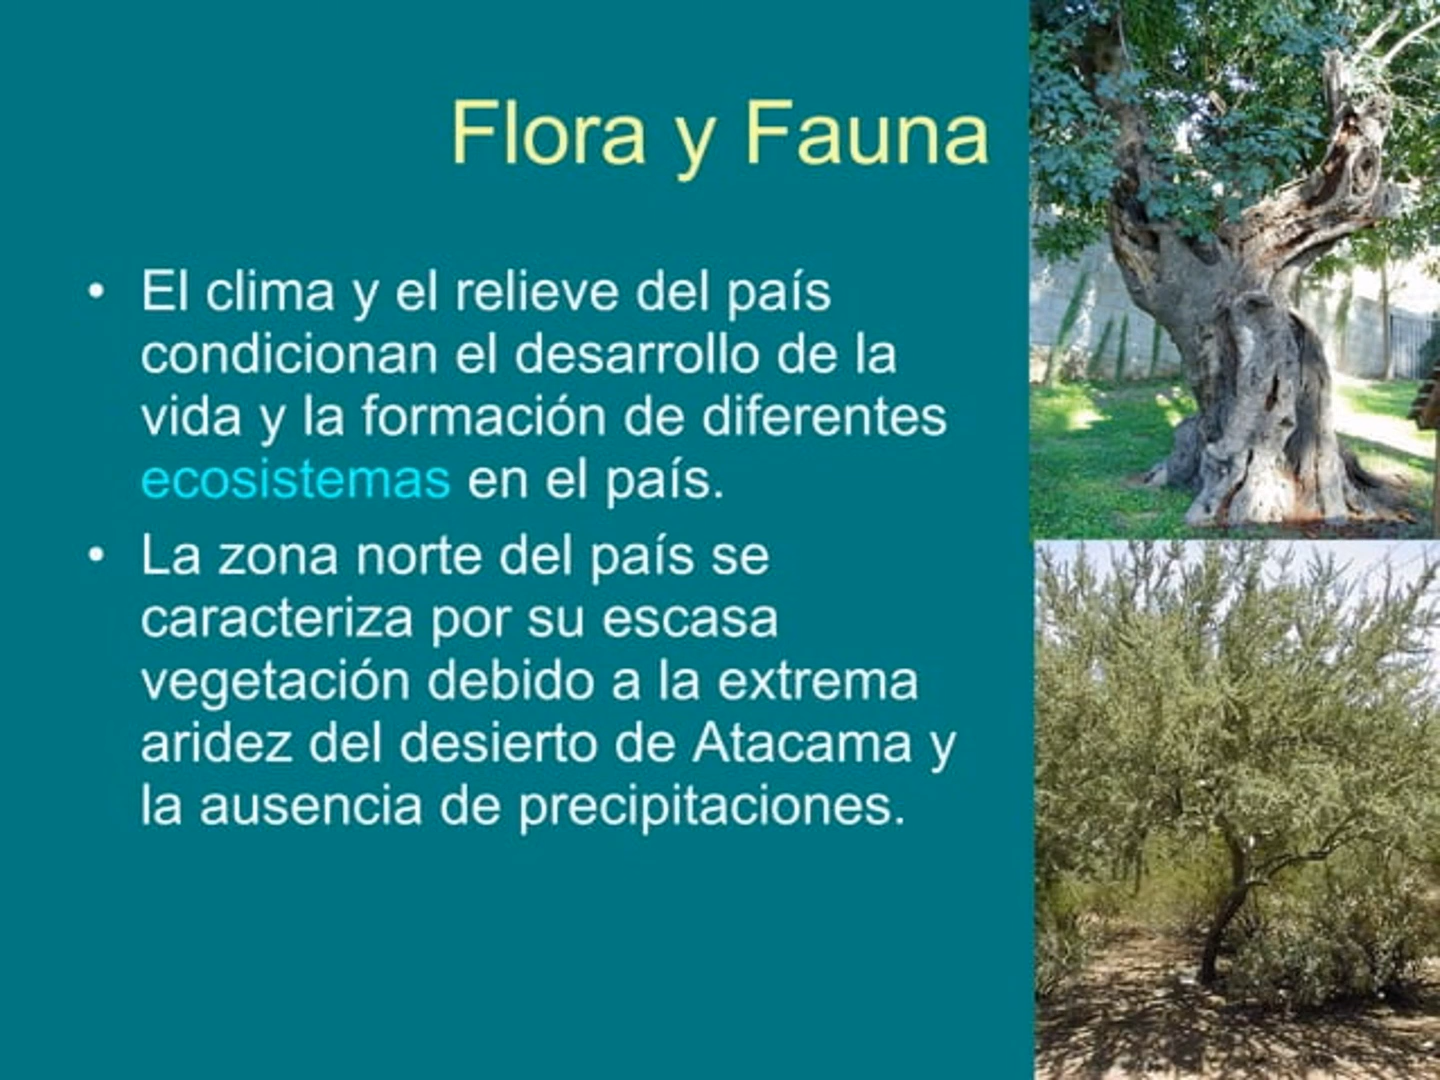 Flora y Fauna
• El clima y el relieve del país
condicionan el desarrollo de la
vida y la formación de diferentes
ecosistemas en el país.
• La zona norte del país se
caracteriza por su escasa
vegetación debido a la extrema
aridez del desierto de Atacama y
la ausencia de precipitaciones.